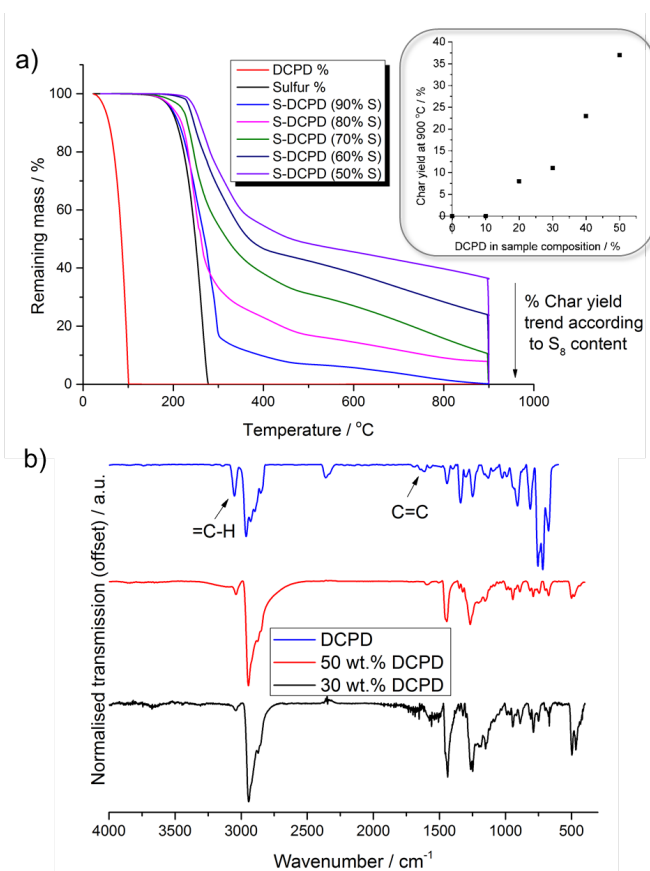 a)
DCPD %
Sulfur %
S-DCPD (90% S)
S-DCPD (80% S)
S-DCPD (70% S)
S-DCPD (60% S)
S-DCPD (50% S)
40
35
30
25
20
15
10
5
0
Char yield at 900 °C / %
0 10 20 30 40 50
DCPD in sample composition / %
100
80
60
40
20
0
Remaining mass / %
% Char yield
trend according
to S₈ content
0 200 400 600 800 1000
Temperature / °C
b)
=C-H
C=C
Normalised transmission (offset) / a.u.
DCPD
50 wt.% DCPD
30 wt.% DCPD
4000 3500 3000 2500 2000 1500 1000 500
Wavenumber / cm⁻¹